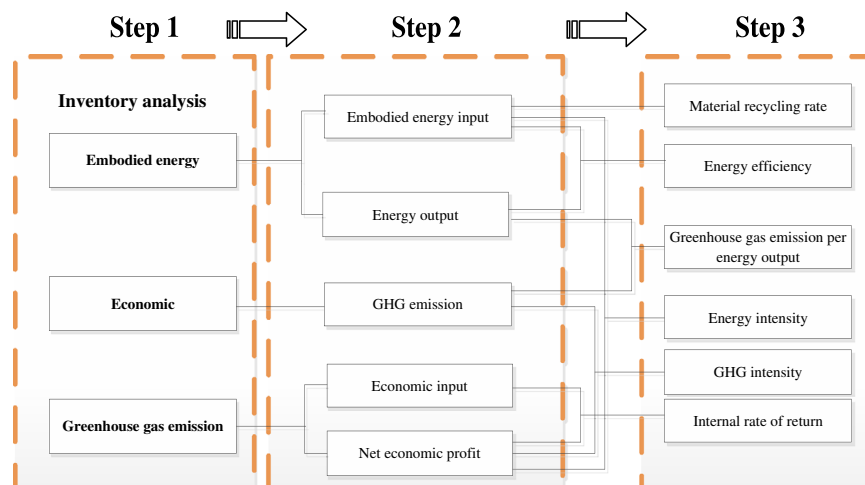 Step 1
Step 2
Step 3
Inventory analysis
Embodied energy
Economic
Greenhouse gas emission
Embodied energy input
Energy output
GHG emission
Economic input
Net economic profit
Material recycling rate
Energy efficiency
Greenhouse gas emission per
energy output
Energy intensity
GHG intensity
Internal rate of return